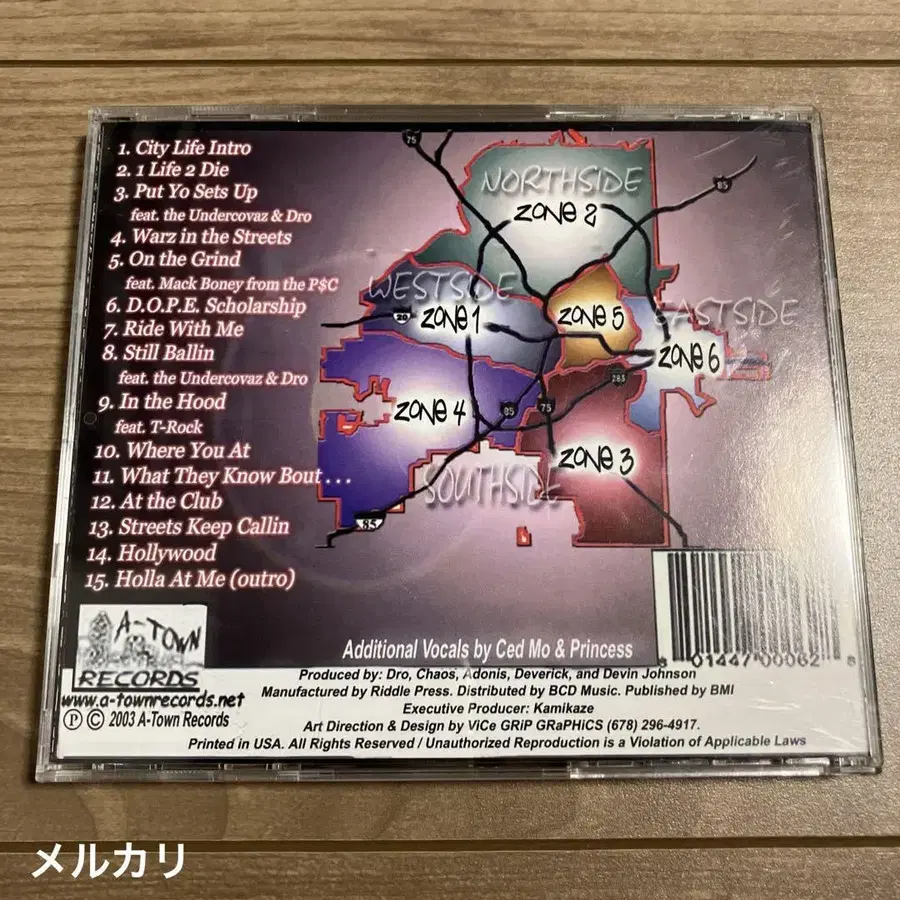 1. City Life Intro
2. 1 Life 2 Die
3. Put Yo Sets Up
feat. the Undercovaz & Dro
4. Warz in the Streets
5. On the Grind
feat. Mack Boney from the P$C
6. D.O.P.E. Scholarship
7. Ride With Me
8. Still Ballin
feat. the Undercovaz & Dro
9. In the Hood
feat. T-Rock
10. Where You At
11. What They Know Bout . . .
12. At the Club
13. Streets Keep Callin
14. Hollywood
15. Holla At Me (outro)
75
85
NORTHSIDE
ZONE 2
WESTSIDE
EASTSIDE
20
ZONE 1
ZONE 5
ZONE 6
285
ZONE 4
85
75
ZONE 3
SOUTHSIDE
85
A-TOWN
RECORDS
www.a-townrecords.net
Ⓟ © 2003 A-Town Records
Additional Vocals by Ced Mo & Princess
8 01447 00062 8
Produced by: Dro, Chaos, Adonis, Deverick, and Devin Johnson
Manufactured by Riddle Press. Distributed by BCD Music. Published by BMI
Executive Producer: Kamikaze
Art Direction & Design by ViCe GRiP GRaPHiCS (678) 296-4917.
Printed in USA. All Rights Reserved / Unauthorized Reproduction is a Violation of Applicable Laws
メルカリ